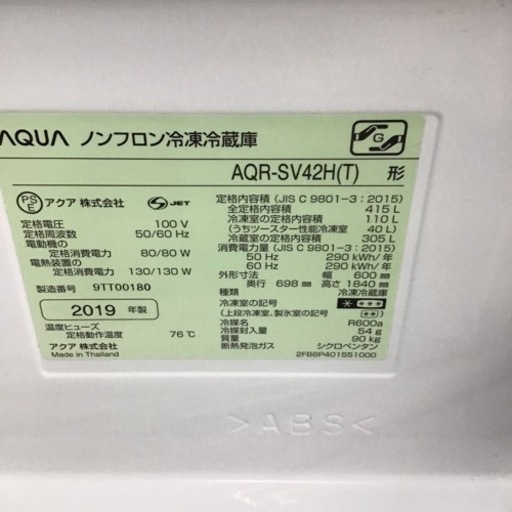 AQUA ノンフロン冷凍冷蔵庫
G
AQR-SV42H(T) 形
PS
E
アクア 株式会社
S JET
定格電圧 100 V
定格周波数 50/60 Hz
電動機の
定格消費電力 80/80 W
電熱装置の
定格消費電力 130/130 W
製造番号 9TT00180
2019 年製
温度ヒューズ
定格動作温度 76℃
アクア 株式会社
Made in Thailand
定格内容積 (JIS C 9801-3 : 2015)
全定格内容積 415 L
冷凍室の定格内容積 110 L
(うちツースター性能冷凍室 40 L)
冷蔵室の定格内容積 305 L
消費電力量 (JIS C 9801-3 : 2015)
50 Hz 290 kWh/年
60 Hz 290 kWh/年
外形寸法 幅 600 mm
奥行 698 mm 高さ 1840 mm
種類 冷凍冷蔵庫
冷凍室の記号 * ***
(上段冷凍室、製氷室の記号) [**]
冷媒名 R600a
冷媒封入量 54 g
質量 90 kg
断熱発泡ガス シクロペンタン
2FB6P401551000
>ABS<